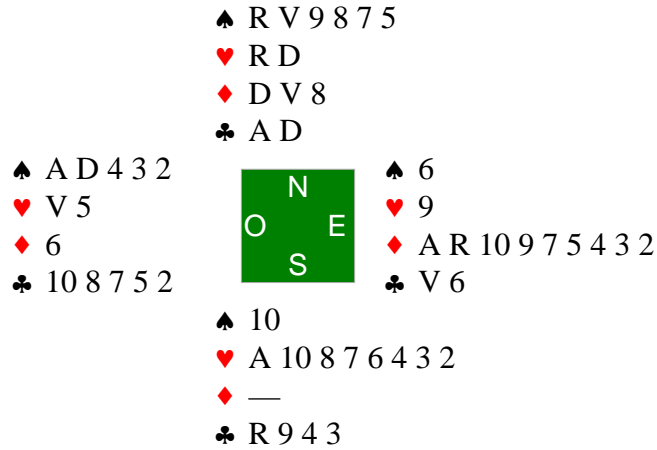 ♠ R V 9 8 7 5
♥ R D
♦ D V 8
♣ A D
♠ A D 4 3 2
♥ V 5
♦ 6
♣ 10 8 7 5 2
N
O E
S
♠ 6
♥ 9
♦ A R 10 9 7 5 4 3 2
♣ V 6
♠ 10
♥ A 10 8 7 6 4 3 2
♦ —
♣ R 9 4 3